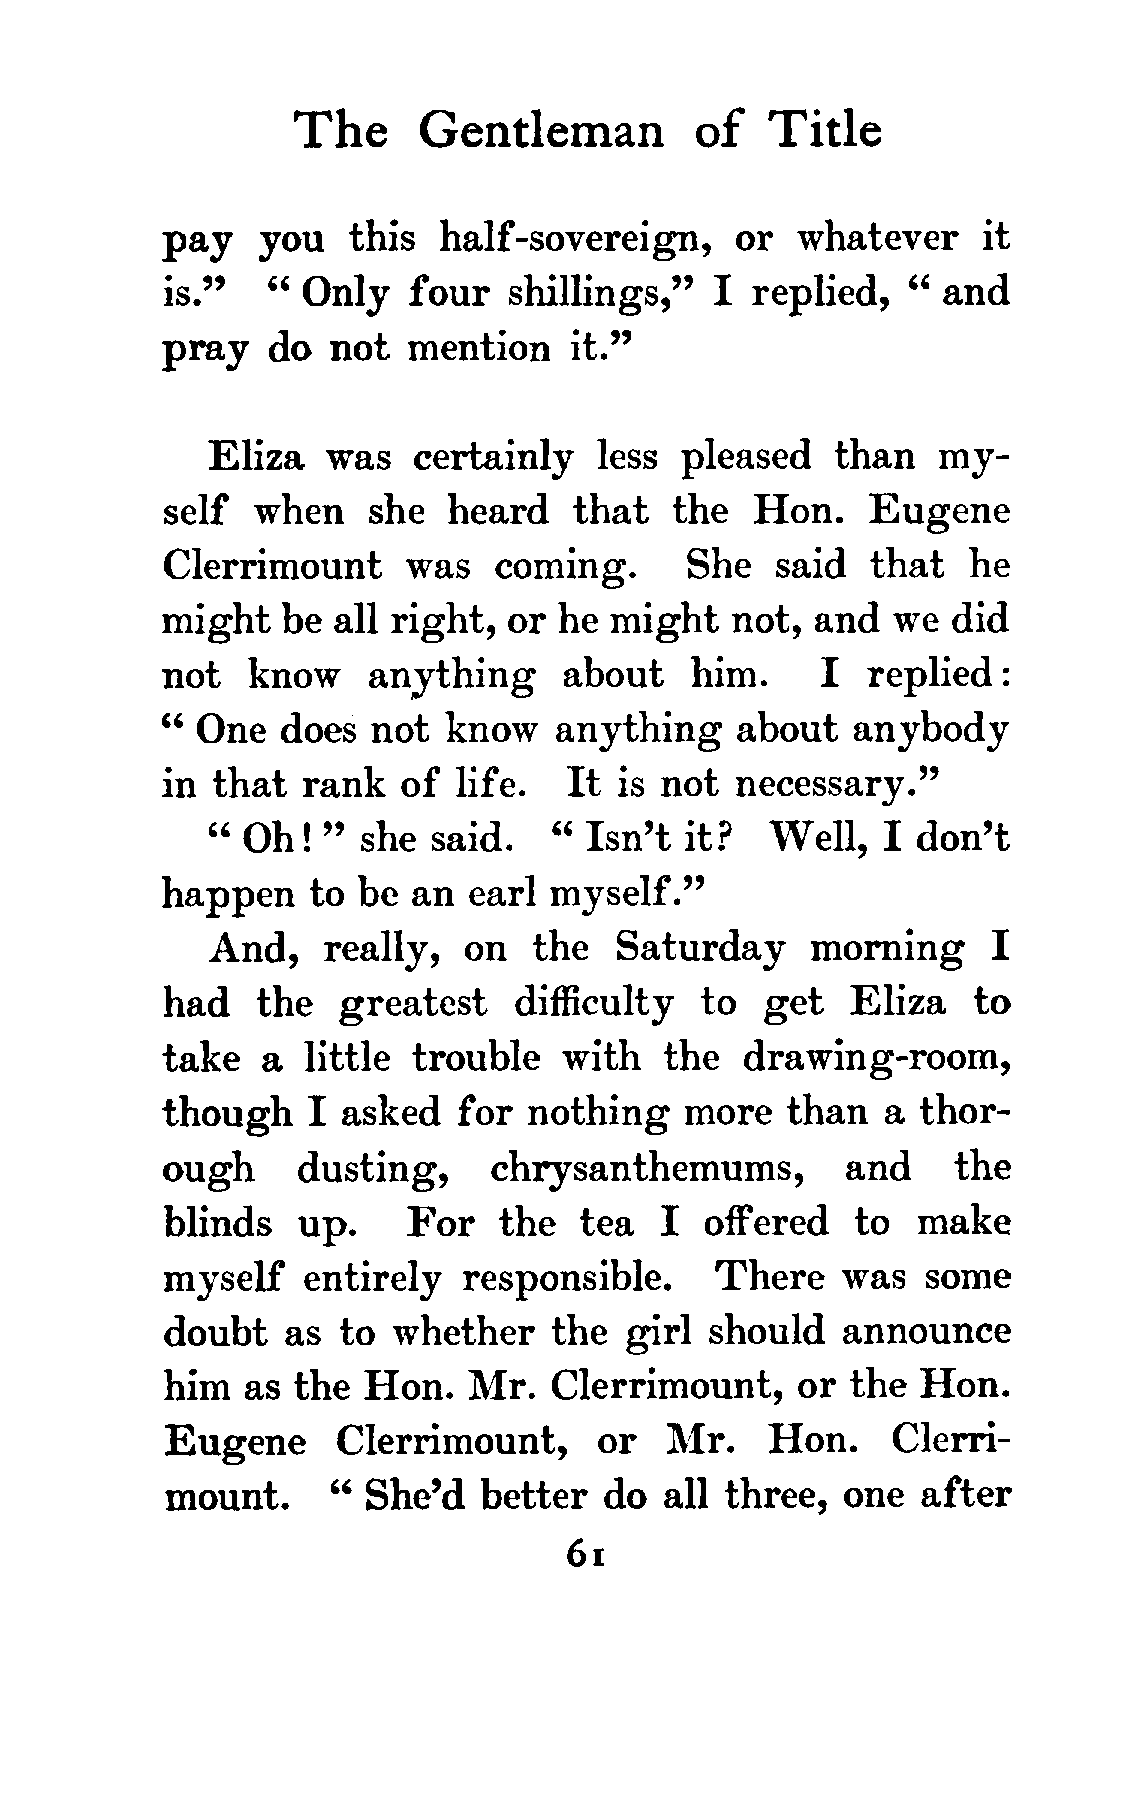 The Gentleman of Title
pay you this half-sovereign, or whatever it
is.” “ Only four shillings,” I replied, “ and
pray do not mention it.”
Eliza was certainly less pleased than my-
self when she heard that the Hon. Eugene
Clerrimount was coming. She said that he
might be all right, or he might not, and we did
not know anything about him. I replied:
“ One does not know anything about anybody
in that rank of life. It is not necessary.”
“ Oh! ” she said. “ Isn’t it? Well, I don’t
happen to be an earl myself.”
And, really, on the Saturday morning I
had the greatest difficulty to get Eliza to
take a little trouble with the drawing-room,
though I asked for nothing more than a thor-
ough dusting, chrysanthemums, and the
blinds up. For the tea I offered to make
myself entirely responsible. There was some
doubt as to whether the girl should announce
him as the Hon. Mr. Clerrimount, or the Hon.
Eugene Clerrimount, or Mr. Hon. Clerri-
mount. “ She’d better do all three, one after
61